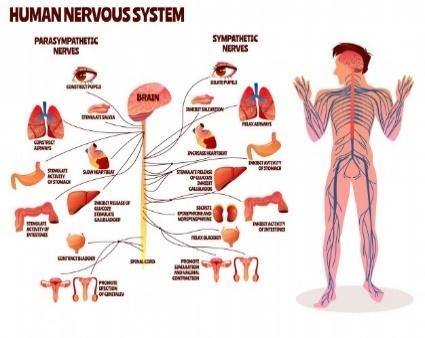 HUMAN NERVOUS SYSTEM
PARASYMPATHETIC
NERVES
CONSTRICT PUPILS
STIMULATE SALIVA
CONSTRICT
AIRWAYS
SLOW HEARTBEAT
STIMULATE
ACTIVITY
OF STOMACH
INHIBIT RELEASE OF
GLUCOSE
STIMULATE
GALLBLADDER
STIMULATE
ACTIVITY OF
INTESTINES
CONTRACT BLADDER
PROMOTE
ERECTION
OF GENITALS
BRAIN
SPINAL CORD
SYMPATHETIC
NERVES
DILATE PUPILS
INHIBIT SALIVATION
RELAX AIRWAYS
INCREASE HEARTBEAT
INHIBIT ACTIVITY
OF STOMACH
STIMULATE RELEASE
OF GLUCOSE
INHIBIT
GALLBLADDER
SECRETE
EPINEPHRINE AND
NOREPINEPHRINE
INHIBIT ACTIVITY
OF INTESTINES
RELAX BLADDER
PROMOTE
EJACULATION
AND VAGINAL
CONTRACTION